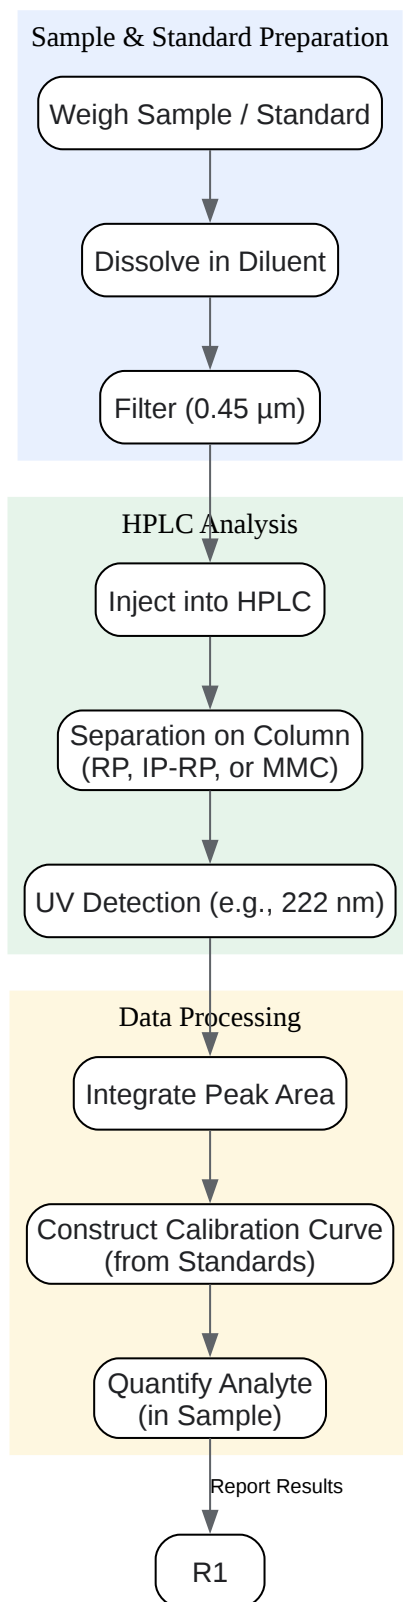 Sample & Standard Preparation
Weigh Sample / Standard
Dissolve in Diluent
Filter (0.45 µm)
HPLC Analysis
Inject into HPLC
Separation on Column
(RP, IP-RP, or MMC)
UV Detection (e.g., 222 nm)
Data Processing
Integrate Peak Area
Construct Calibration Curve
(from Standards)
Quantify Analyte
(in Sample)
Report Results
R1